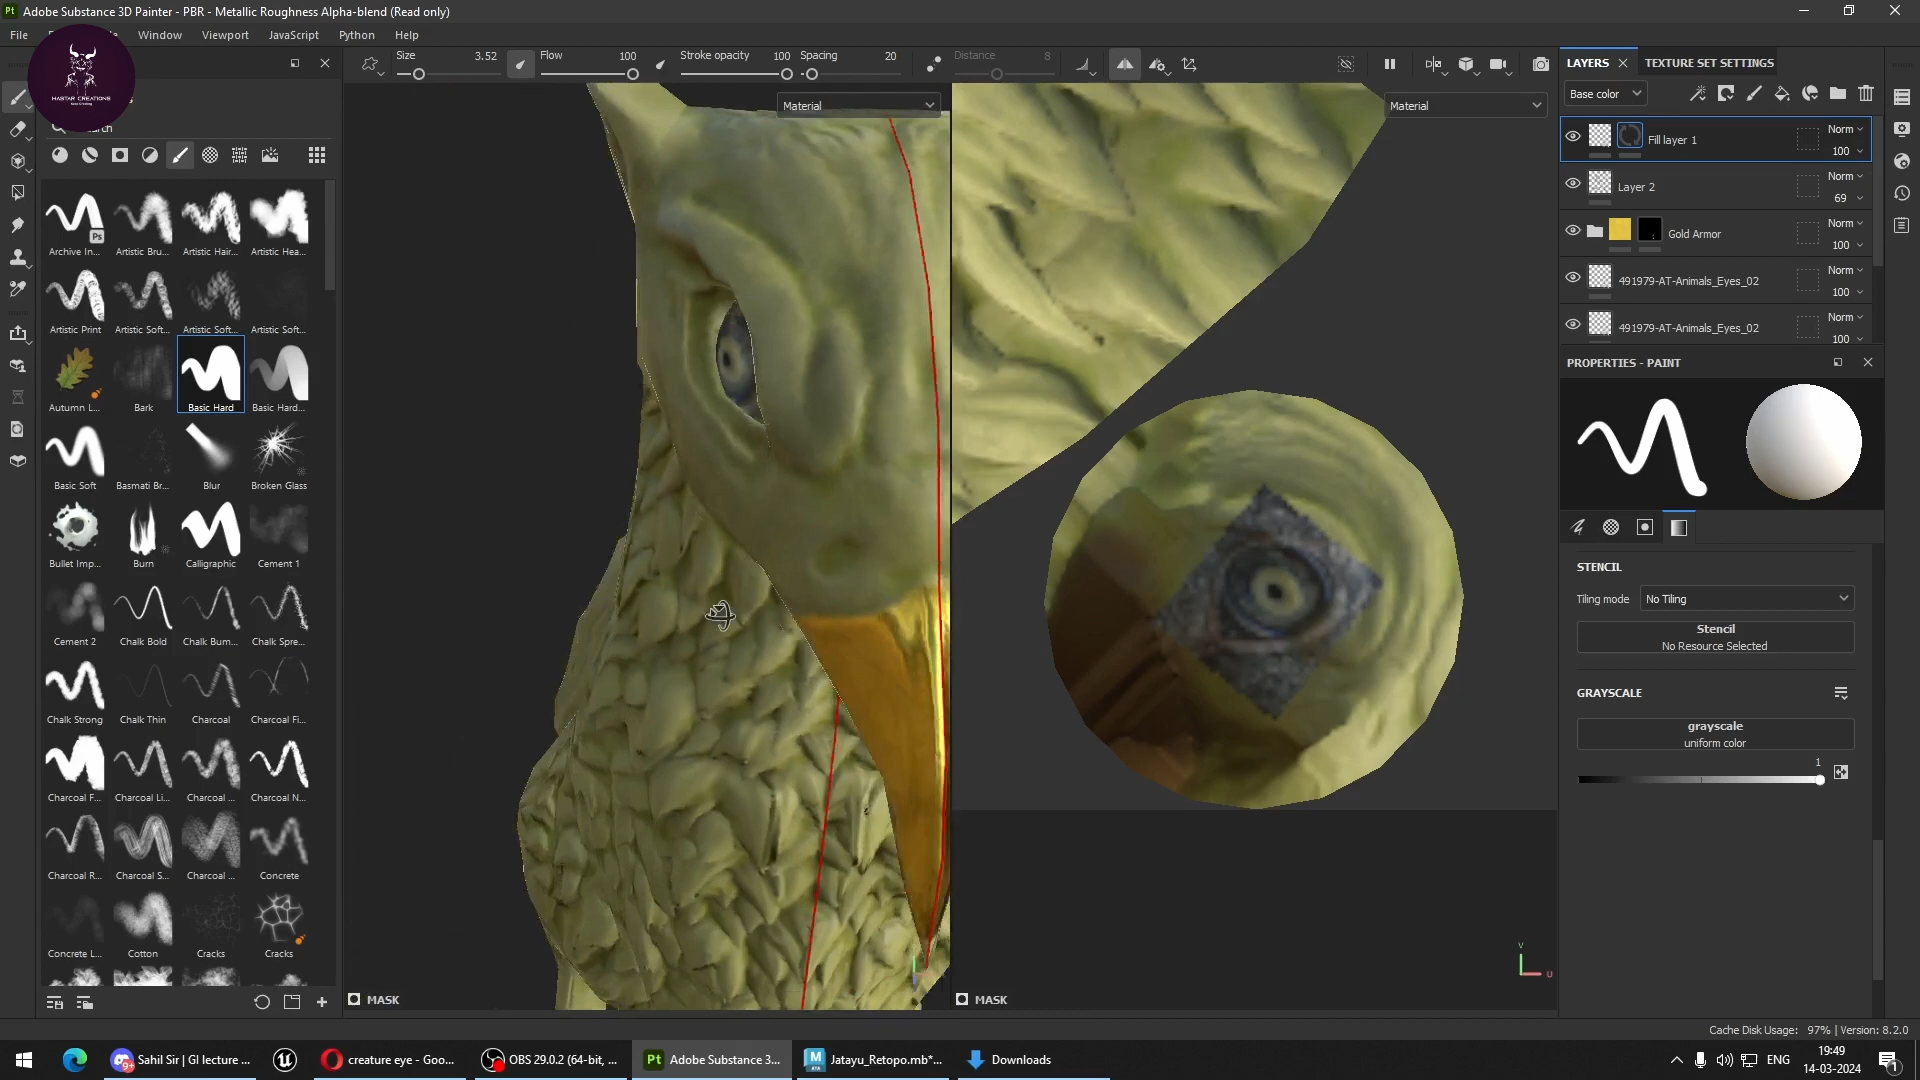 Adobe Substance 3D Painter - PBR - Metallic Roughness Alpha-blend (Read only)
File
Window
Viewport
JavaScript
Python
Help
HASTAR CREATIONS
Size
3.52
Flow
100
Stroke opacity
100
Spacing
20
Distance
8
Material
Material
Archive In...
Artistic Bru...
Artistic Hair...
Artistic Hea...
Artistic Print
Artistic Soft...
Artistic Soft...
Artistic Soft...
Autumn L...
Bark
Basic Hard
Basic Hard...
Basic Soft
Basmati Br...
Blur
Broken Glass
Bullet Imp...
Burn
Calligraphic
Cement 1
Cement 2
Chalk Bold
Chalk Bum...
Chalk Spre...
Chalk Strong
Chalk Thin
Charcoal
Charcoal Fi...
Charcoal F...
Charcoal Li...
Charcoal ...
Charcoal N...
Charcoal R...
Charcoal S...
Charcoal ...
Concrete
Concrete L...
Cotton
Cracks
Cracks
MASK
MASK
V
U
LAYERS
TEXTURE SET SETTINGS
Base color
Fill layer 1
Norm
100
Layer 2
Norm
69
Gold Armor
Norm
100
491979-AT-Animals_Eyes_02
Norm
100
491979-AT-Animals_Eyes_02
Norm
100
PROPERTIES - PAINT
STENCIL
Tiling mode
No Tiling
Stencil
No Resource Selected
GRAYSCALE
grayscale
uniform color
1
Cache Disk Usage: 97% | Version: 8.2.0
Sahil Sir | GI lecture ...
creature eye - Goo...
OBS 29.0.2 (64-bit, ...
Adobe Substance 3...
Jatayu_Retopo.mb*...
Downloads
ENG
19:49
14-03-2024